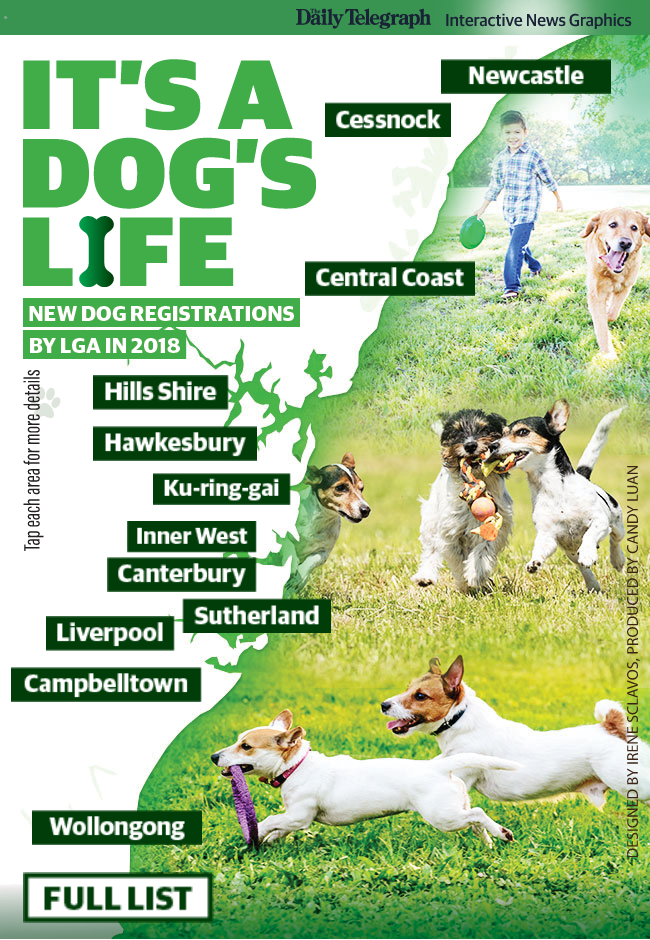 The Daily Telegraph Interactive News Graphics
IT'S A
DOG'S
LIFE
NEW DOG REGISTRATIONS
BY LGA IN 2018
Tap each area for more details
Newcastle
Cessnock
Central Coast
Hills Shire
Hawkesbury
Ku-ring-gai
Inner West
Canterbury
Sutherland
Liverpool
Campbelltown
Wollongong
FULL LIST
DESIGNED BY IRENE SCLAVOS, PRODUCED BY CANDY LUAN